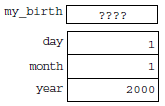 my_birth ????
day 1
month 1
year 2000